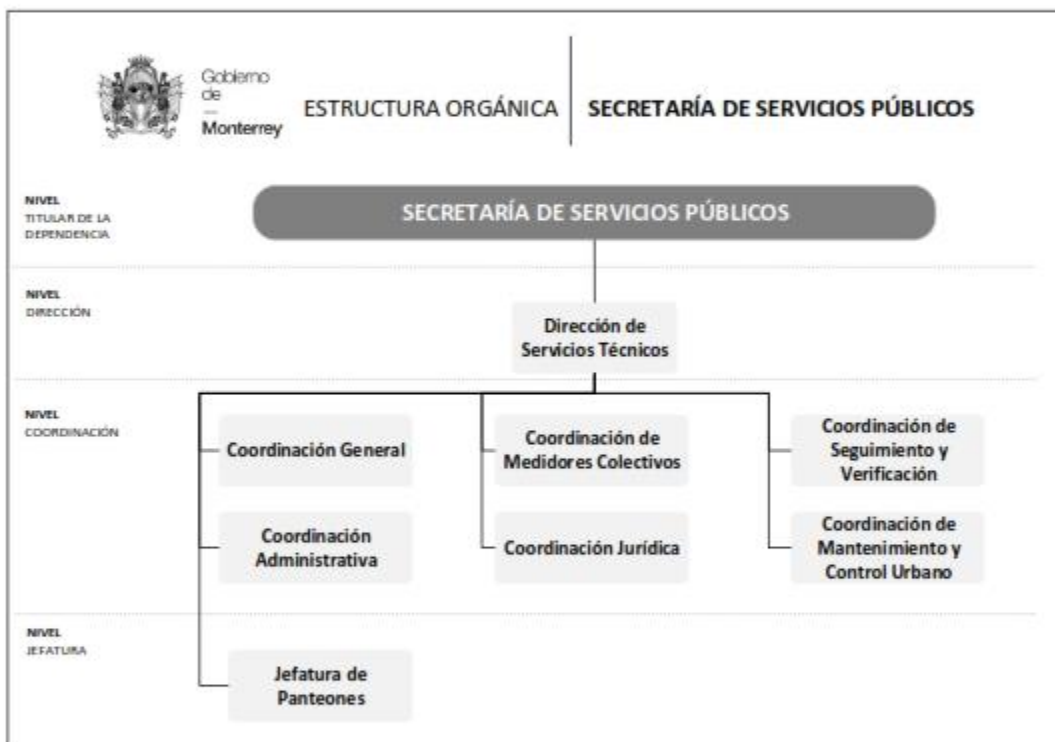 Gobierno
de
—
Monterrey
ESTRUCTURA ORGÁNICA
SECRETARÍA DE SERVICIOS PÚBLICOS
NIVEL
TITULAR DE LA
DEPENDENCIA
SECRETARÍA DE SERVICIOS PÚBLICOS
NIVEL
DIRECCIÓN
Dirección de
Servicios Técnicos
NIVEL
COORDINACIÓN
Coordinación General
Coordinación de
Medidores Colectivos
Coordinación de
Seguimiento y
Verificación
Coordinación
Administrativa
Coordinación Jurídica
Coordinación de
Mantenimiento y
Control Urbano
NIVEL
JEFATURA
Jefatura de
Panteones